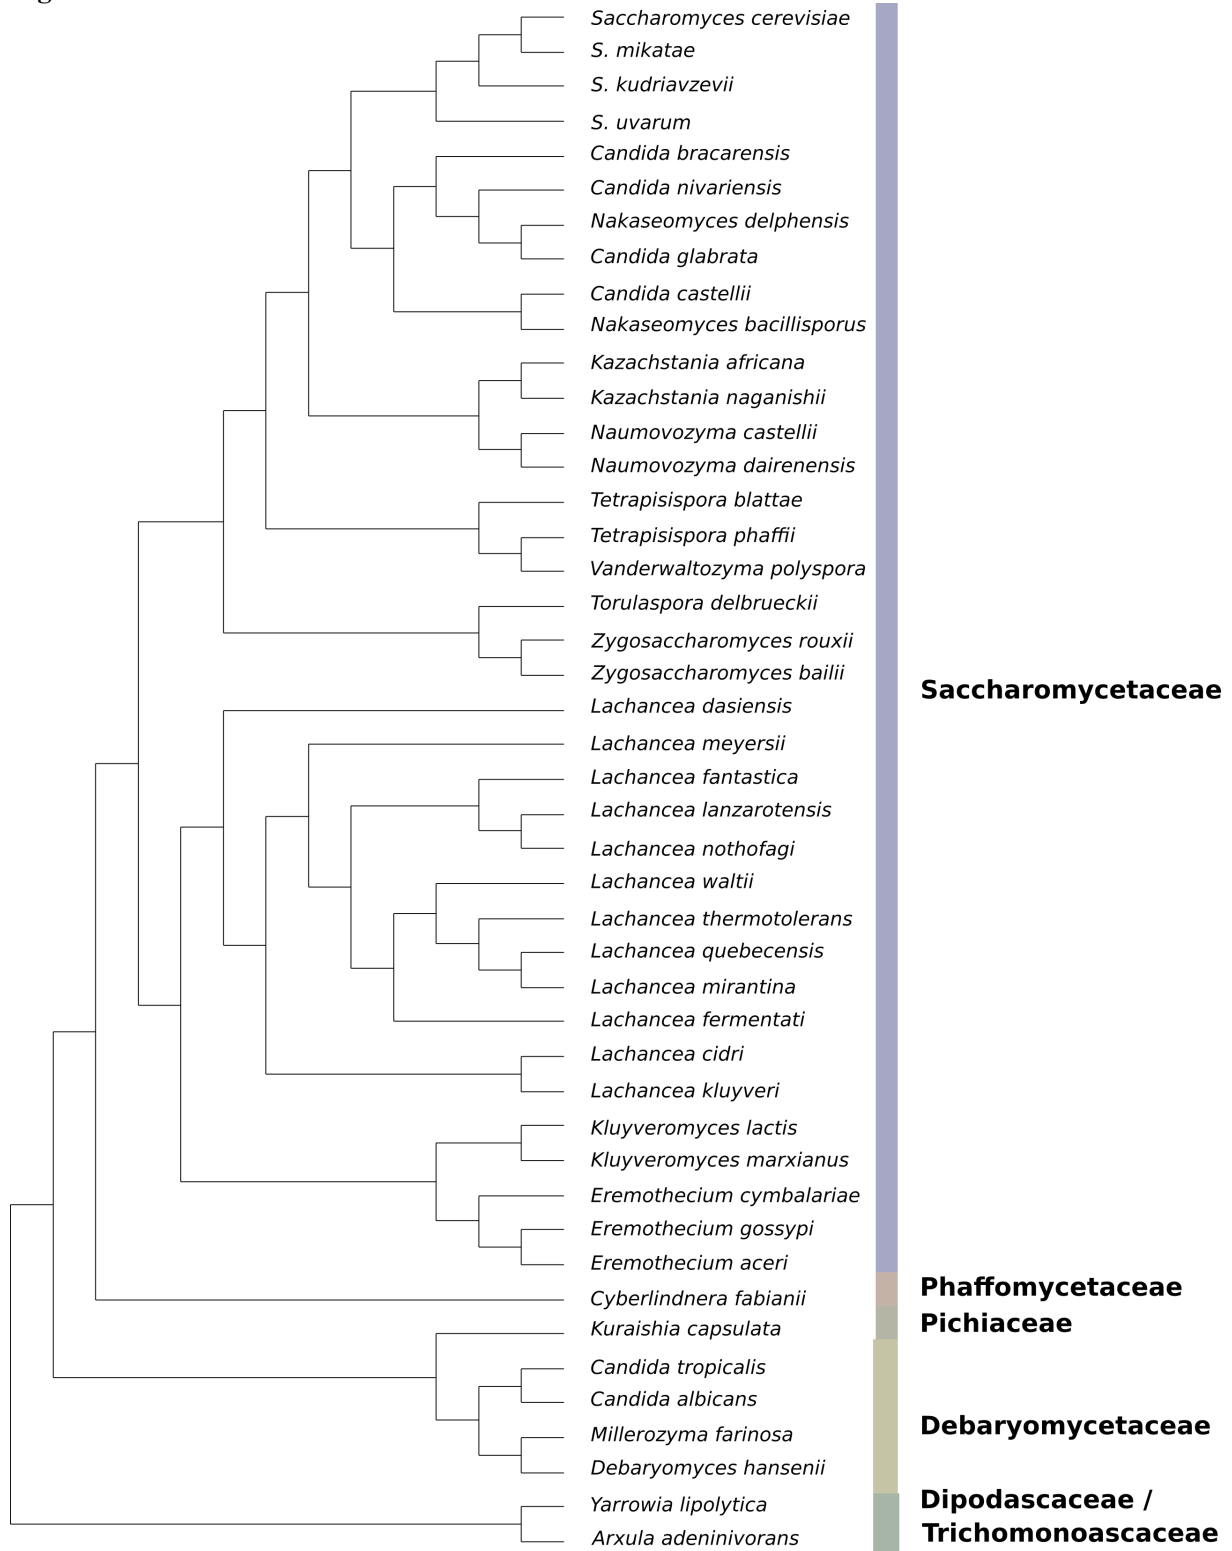 Saccharomyces cerevisiae
S. mikatae
S. kudriavzevii
S. uvarum
Candida bracarensis
Candida nivariensis
Nakaseomyces delphensis
Candida glabrata
Candida castellii
Nakaseomyces bacillisporus
Kazachstania africana
Kazachstania naganishii
Naumovozyma castellii
Naumovozyma dairenensis
Tetrapisispora blattae
Tetrapisispora phaffii
Vanderwaltozyma polyspora
Torulaspora delbrueckii
Zygosaccharomyces rouxii
Zygosaccharomyces bailii
Saccharomycetaceae
Lachancea dasiensis
Lachancea meyersii
Lachancea fantastica
Lachancea lanzarotensis
Lachancea nothofagi
Lachancea waltii
Lachancea thermotolerans
Lachancea quebecensis
Lachancea mirantina
Lachancea fermentati
Lachancea cidri
Lachancea kluyveri
Kluyveromyces lactis
Kluyveromyces marxianus
Eremothecium cymbalariae
Eremothecium gossypi
Eremothecium aceri
Phaffomycetaceae
Cyberlindnera fabianii
Pichiaceae
Kuraishia capsulata
Candida tropicalis
Candida albicans
Debaryomycetaceae
Millerozyma farinosa
Debaryomyces hansenii
Dipodascaceae /
Yarrowia lipolytica
Trichomonoascaceae
Arxula adeninivorans